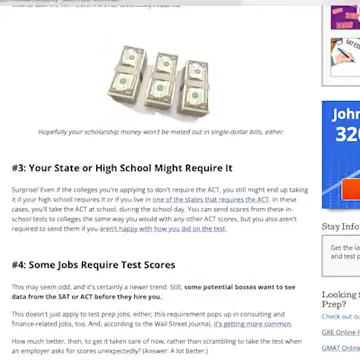 Hopefully your scholarship money won't be meted out in single-dollar bills, either.
#3: Your State or High School Might Require It
Surprise! Even if the colleges you're applying to don't require the ACT, you still might end up taking
it if your high school requires it or if you live in one of the states that requires the ACT. In these
cases, you'll take the ACT at school, during the school day. You can send scores from these in-
school tests to colleges the same way you would with any other ACT scores, but you also aren't
required to send them if you aren't happy with how you did on the test.
#4: Some Jobs Require Test Scores
This may seem odd, and it's certainly a newer trend. Still, some potential bosses want to see
data from the SAT or ACT before they hire you.
This doesn't just apply to test prep jobs, either; this requirement pops up in consulting and
finance-related jobs, too. And, according to the Wall Street Journal, it's getting more common.
How much better, then, to get it taken care of now, rather than scrambling to take the test when
an employer asks for scores unexpectedly? (Answer: A lot better.)
John
320
Stay Info
Get the la
and test p
Looking f
Prep?
Check out ou
GRE Online P
GMAT Online